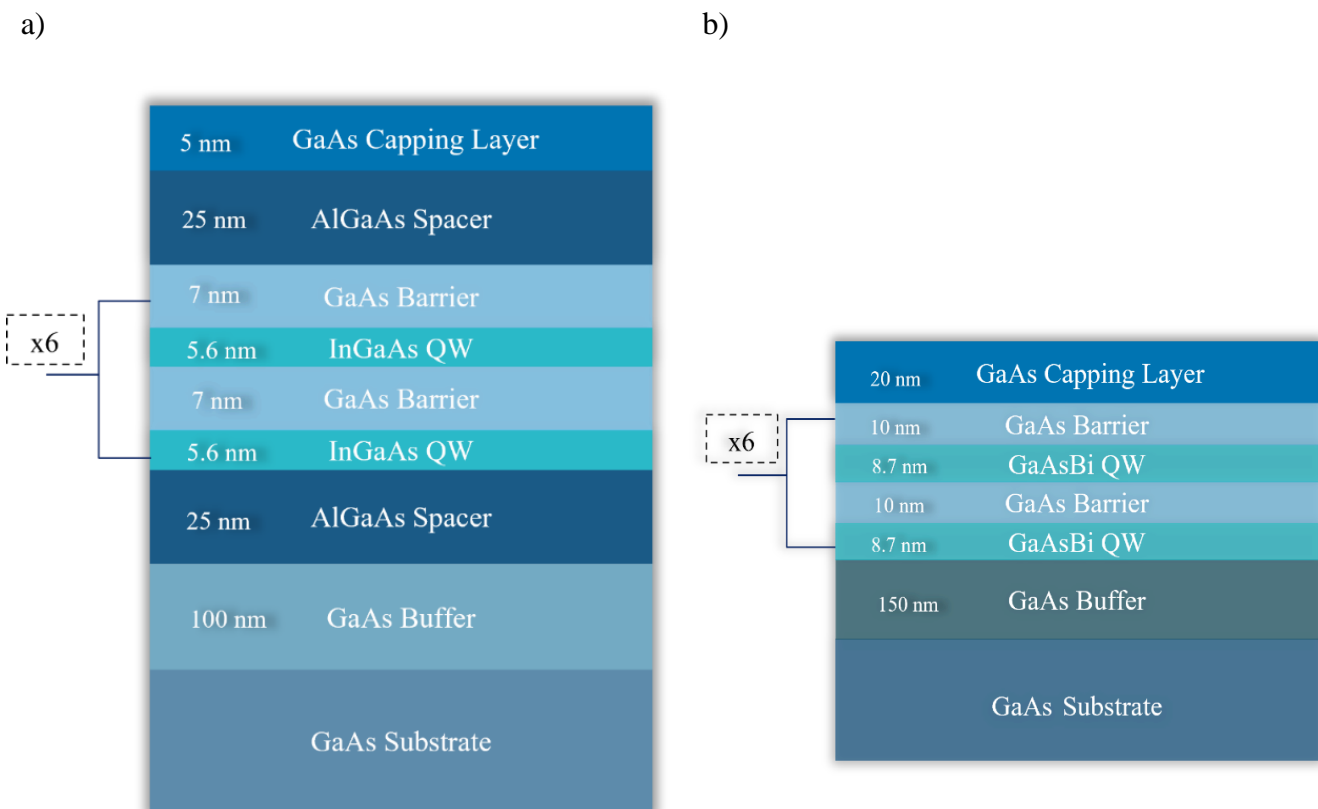 a)
5 nm GaAs Capping Layer
25 nm AlGaAs Spacer
7 nm GaAs Barrier
x6
5.6 nm InGaAs QW
7 nm GaAs Barrier
5.6 nm InGaAs QW
25 nm AlGaAs Spacer
100 nm GaAs Buffer
GaAs Substrate
b)
20 nm GaAs Capping Layer
10 nm GaAs Barrier
x6
8.7 nm GaAsBi QW
10 nm GaAs Barrier
8.7 nm GaAsBi QW
150 nm GaAs Buffer
GaAs Substrate